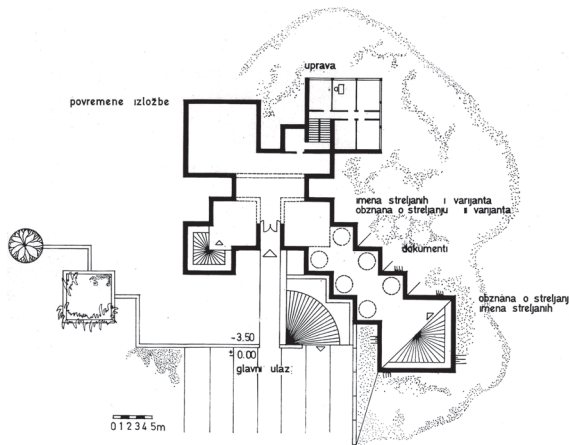 uprava
povremene izložbe
imena streljanih i varijanta
obznana o streljanju II varijanta
dokumenti
obznana o streljanj
imena streljanih
-3,50
± 0.00
glavni ulaz
0 1 2 3 4 5m